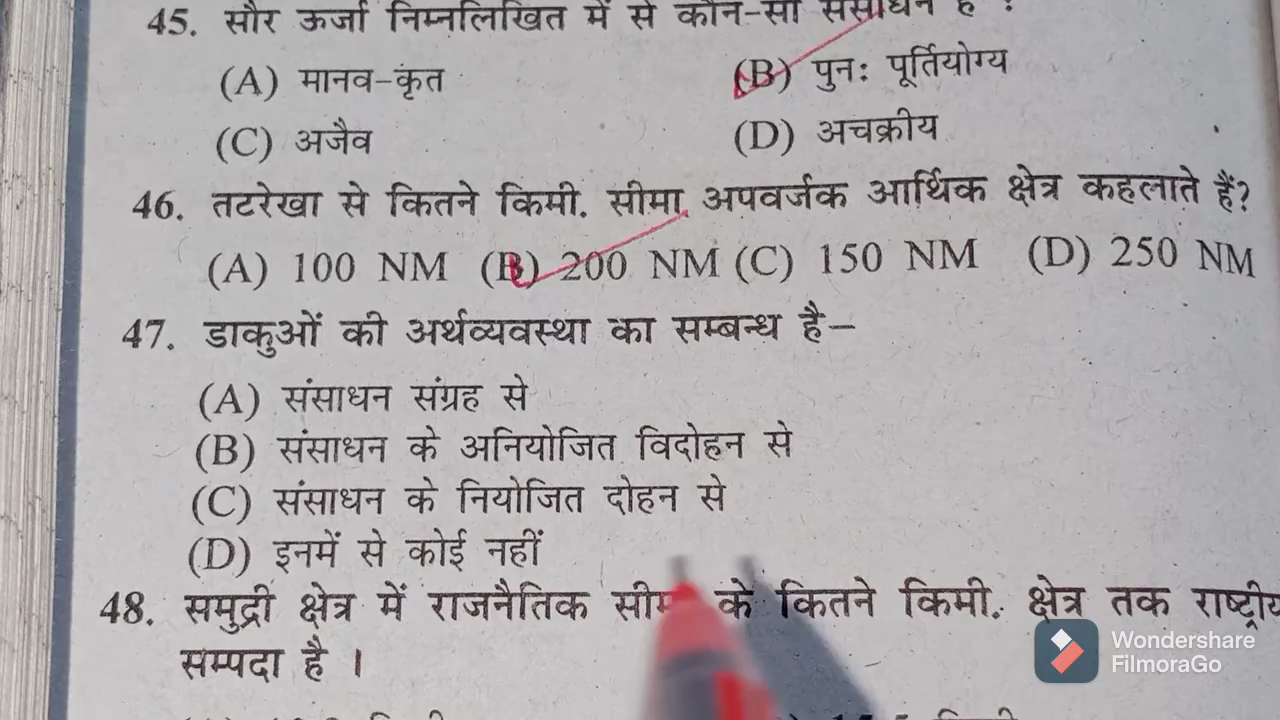 45. सौर ऊर्जा निम्नलिखित में से कौन-सा संसाधन है ?
(A) मानव-कृत (B) पुनः पूर्तियोग्य
(C) अजैव (D) अचक्रीय
46. तटरेखा से कितने किमी. सीमा अपवर्जक आर्थिक क्षेत्र कहलाते हैं?
(A) 100 NM (B) 200 NM (C) 150 NM (D) 250 NM
47. डाकुओं की अर्थव्यवस्था का सम्बन्ध है–
(A) संसाधन संग्रह से
(B) संसाधन के अनियोजित विदोहन से
(C) संसाधन के नियोजित दोहन से
(D) इनमें से कोई नहीं
48. समुद्री क्षेत्र में राजनैतिक सीमा के कितने किमी. क्षेत्र तक राष्ट्रीय
सम्पदा है ।
Wondershare
FilmoraGo